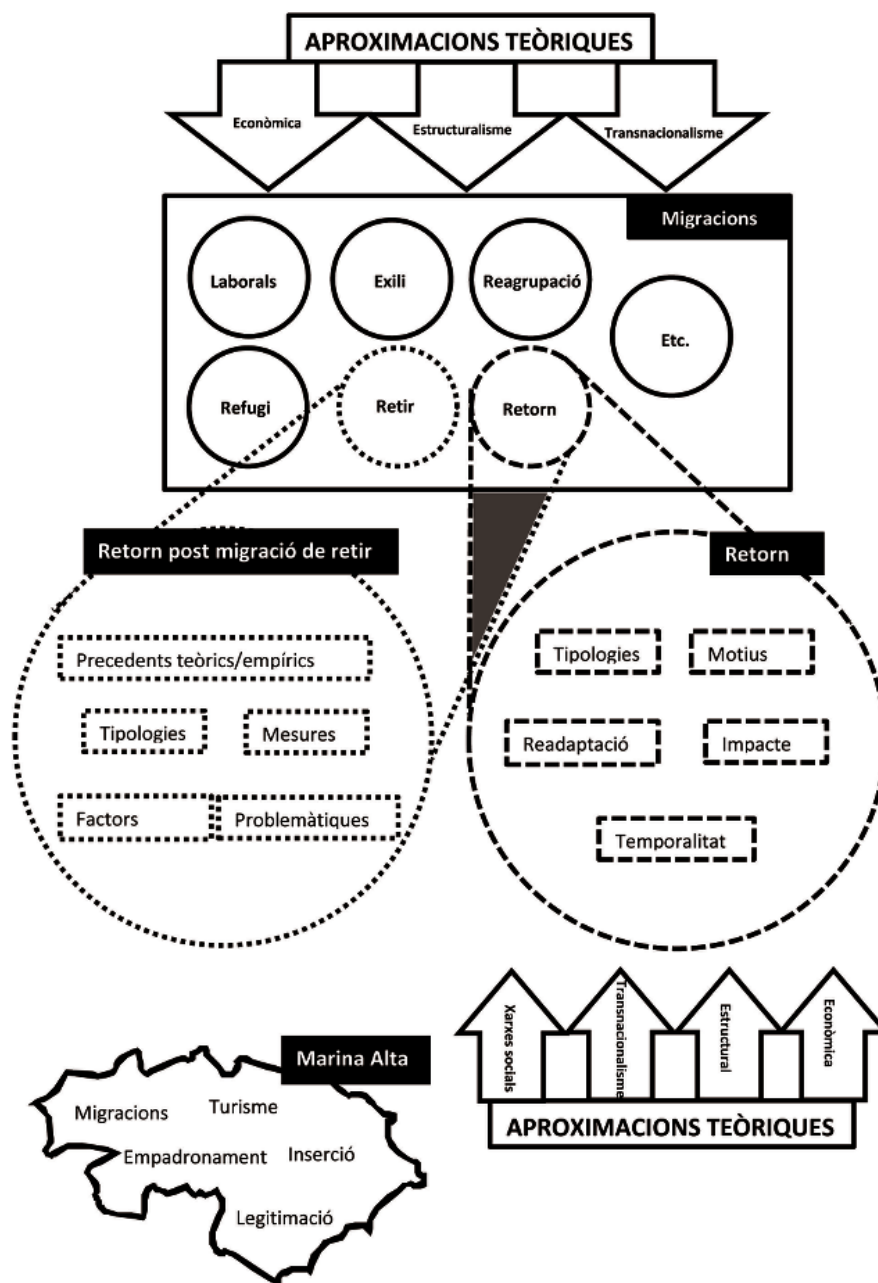 APROXIMACIONS TEÒRIQUES
Econòmica
Estructuralisme
Transnacionalisme
Migracions
Laborals
Exili
Reagrupació
Etc.
Refugi
Retir
Retorn
Retorn post migració de retir
Precedents teòrics/empírics
Tipologies
Mesures
Factors
Problemàtiques
Retorn
Tipologies
Motius
Readaptació
Impacte
Temporalitat
Xarxes socials
Transnacionalisme
Estructural
Econòmica
APROXIMACIONS TEÒRIQUES
Marina Alta
Migracions
Turisme
Empadronament
Inserció
Legitimació